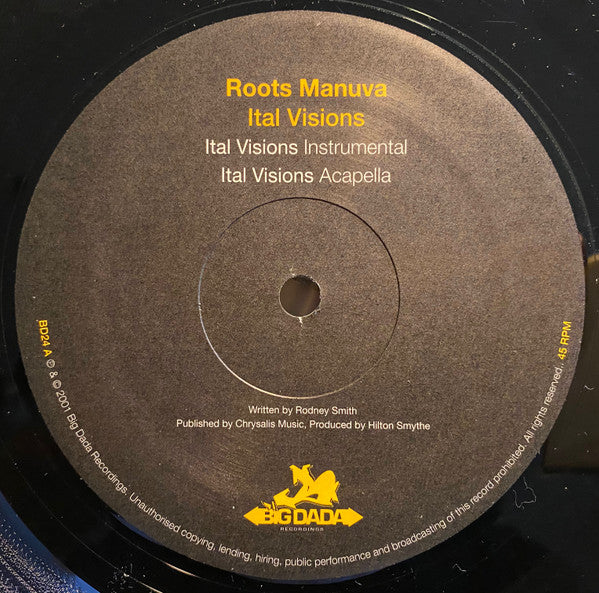 Roots Manuva
Ital Visions
Ital Visions Instrumental
Ital Visions Acapella
Written by Rodney Smith
Published by Chrysalis Music, Produced by Hilton Smythe
BIG DADA
RECORDINGS
BD24 A ℗ & © 2001 Big Dada Recordings. Unauthorised copying, lending, hiring, public performance and broadcasting of this record prohibited. All rights reserved. 45 RPM